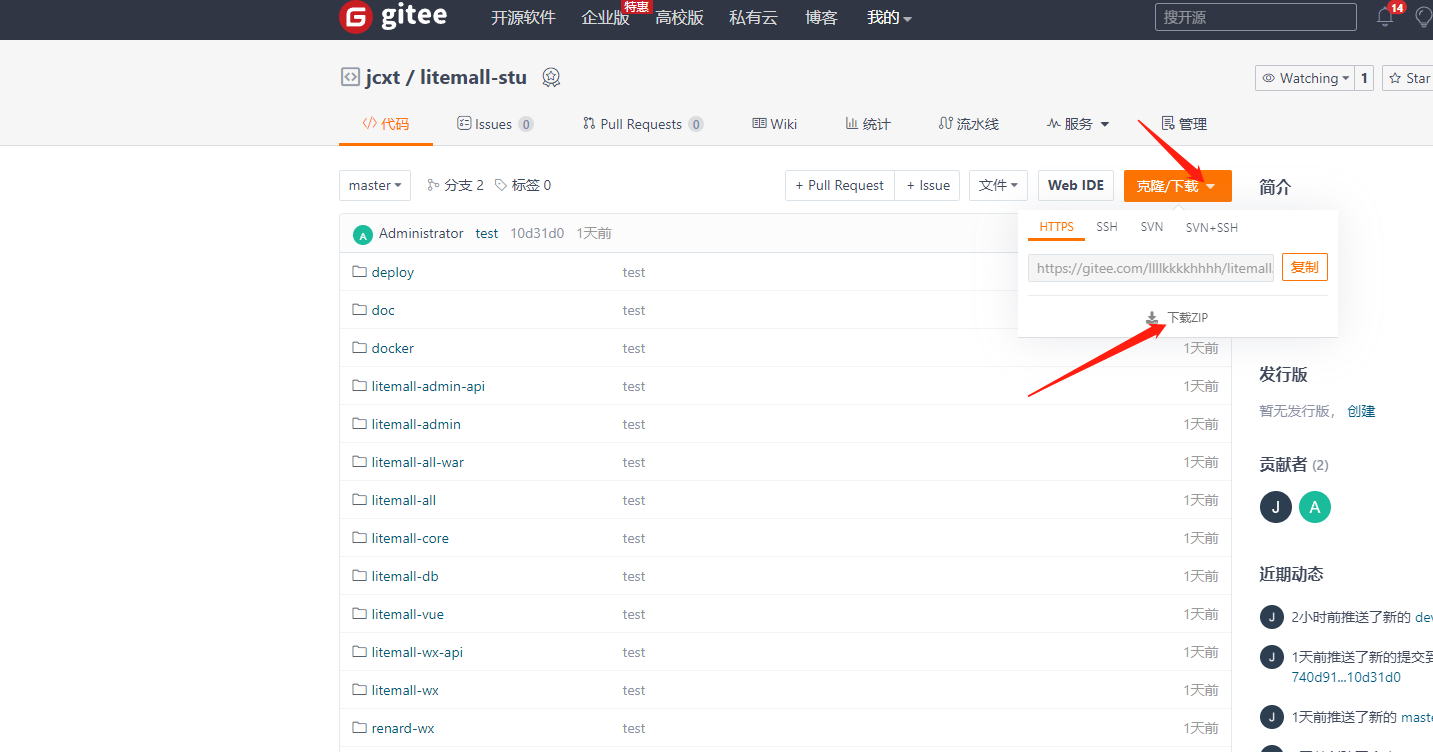 gitee 开源软件 企业版 特惠 高校版 私有云 博客 我的 搜开源 14
jcxt / litemall-stu Watching 1 Star
代码 Issues 0 Pull Requests 0 Wiki 统计 流水线 服务 管理
master 分支 2 标签 0 + Pull Request + Issue 文件 Web IDE 克隆/下载 简介
HTTPS SSH SVN SVN+SSH
https://gitee.com/llllkkkkhhhh/litemall. 复制
下载ZIP
Administrator test 10d31d0 1天前
deploy test
doc test
docker test 1天前
litemall-admin-api test 1天前
litemall-admin test 1天前
litemall-all-war test 1天前
litemall-all test 1天前
litemall-core test 1天前
litemall-db test 1天前
litemall-vue test 1天前
litemall-wx-api test 1天前
litemall-wx test 1天前
renard-wx test 1天前
发行版
暂无发行版， 创建
贡献者 (2)
J A
近期动态
J 2小时前推送了新的 dev
J 1天前推送了新的提交到
740d91...10d31d0
J 1天前推送了新的 maste